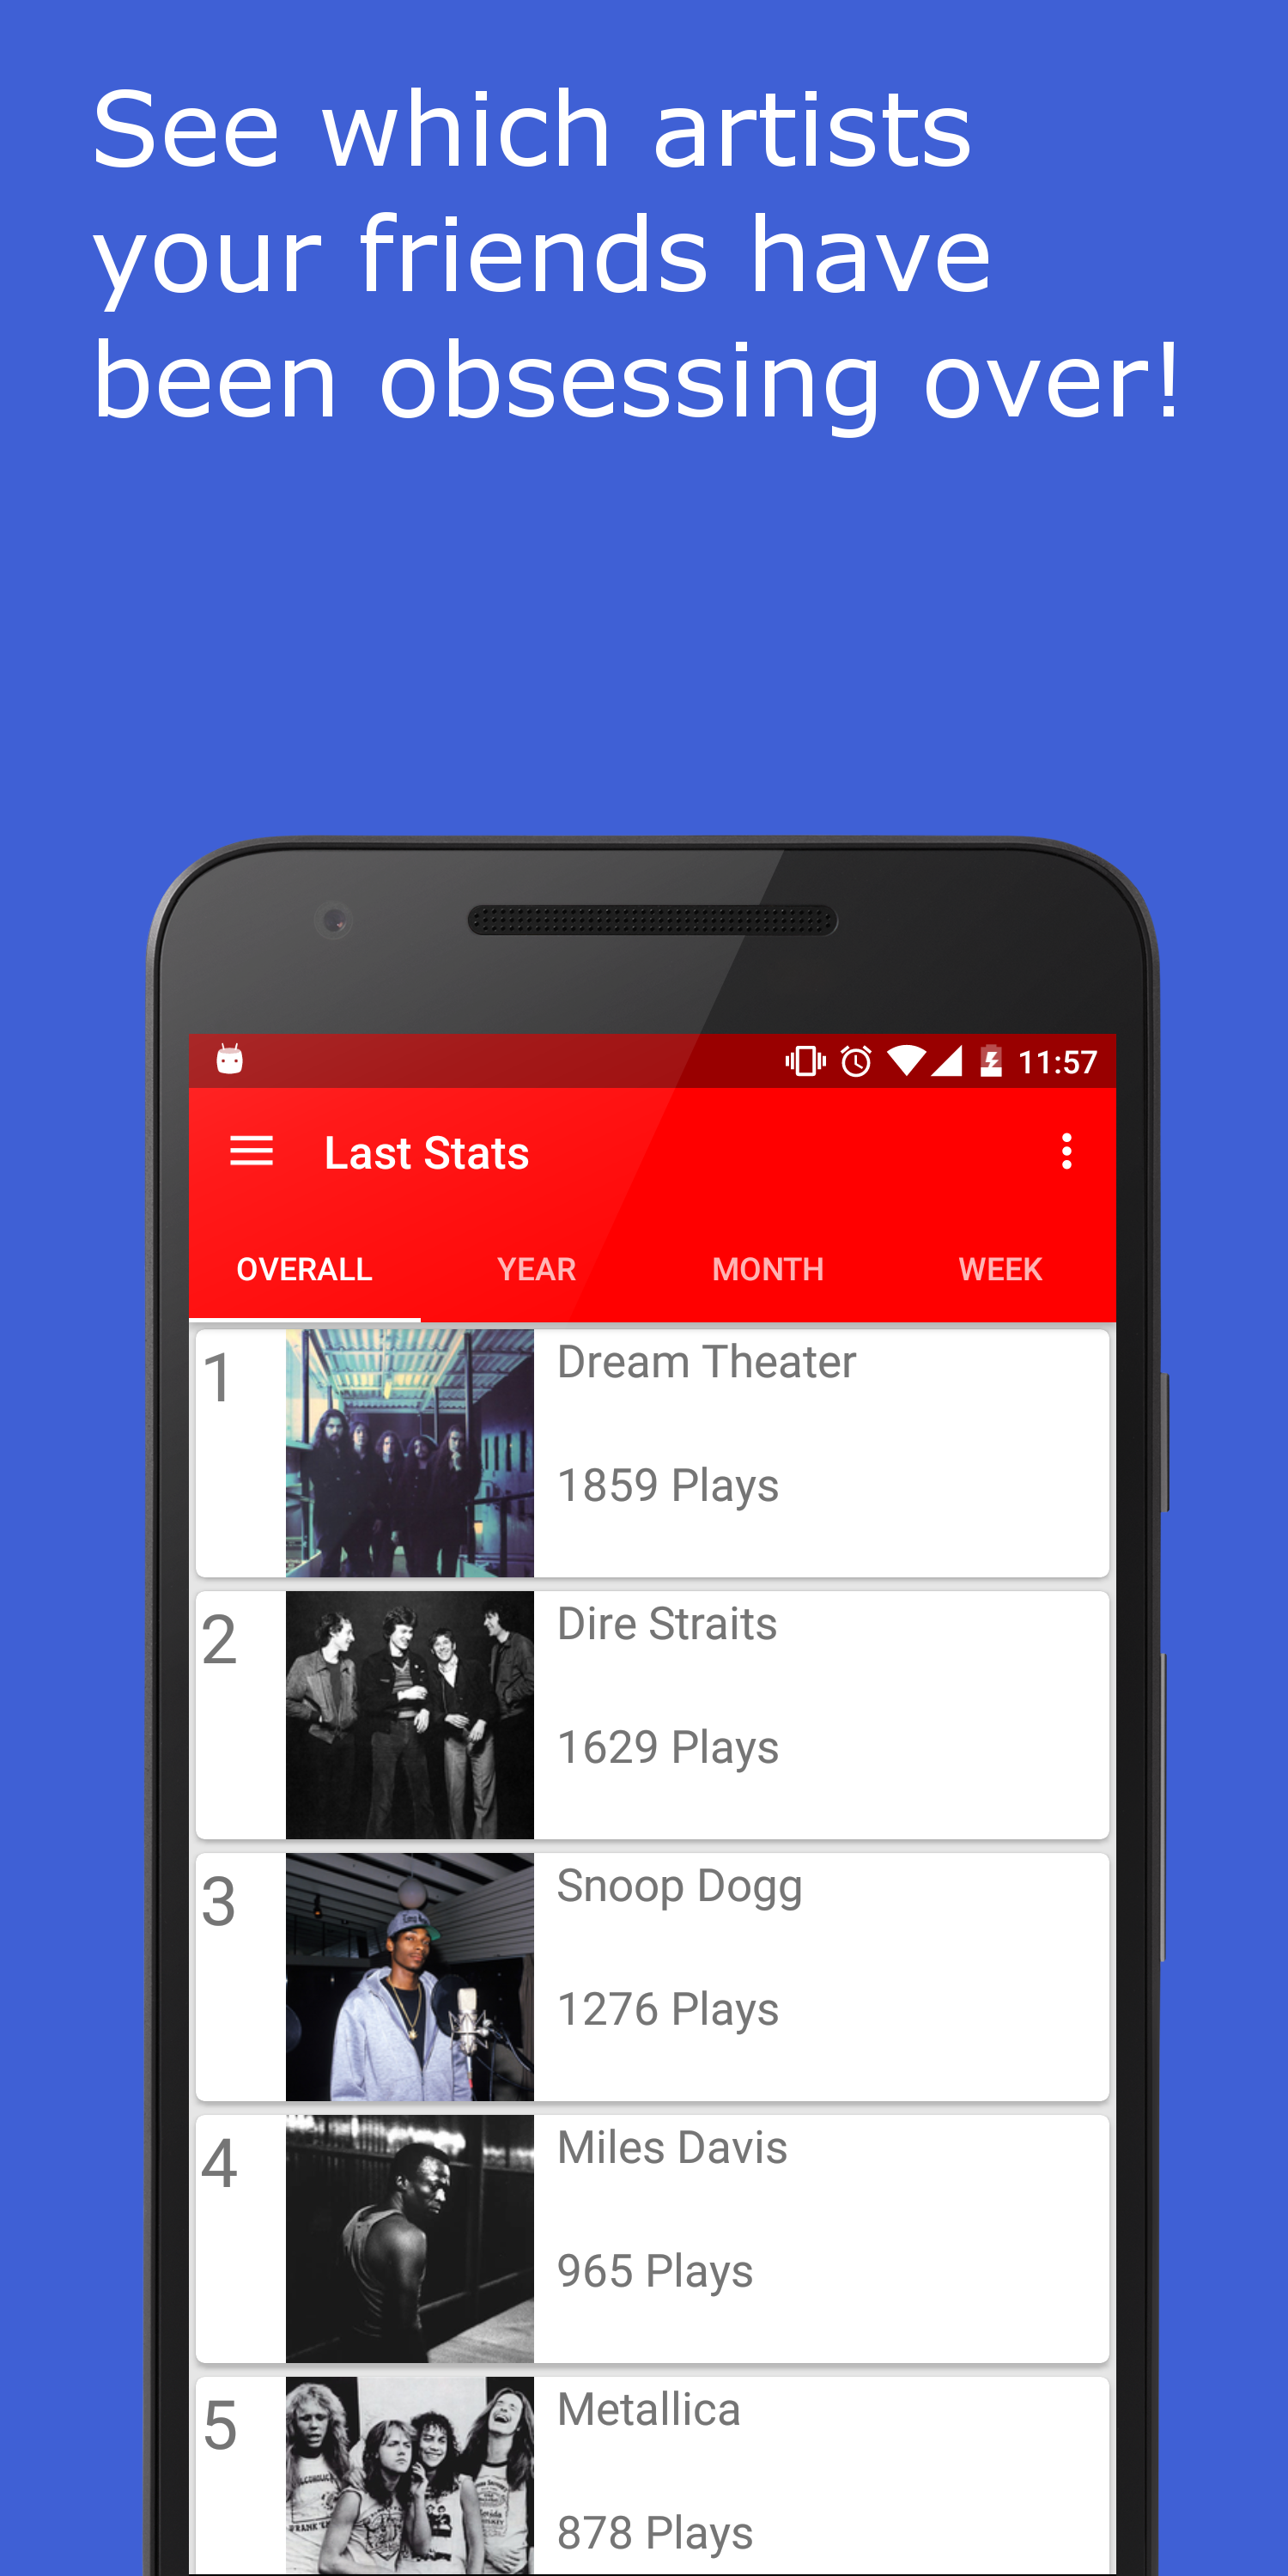 See which artists
your friends have
been obsessing over!
11:57
Last Stats
OVERALL YEAR MONTH WEEK
1
Dream Theater
1859 Plays
2
Dire Straits
1629 Plays
3
Snoop Dogg
1276 Plays
4
Miles Davis
965 Plays
5
Metallica
878 Plays